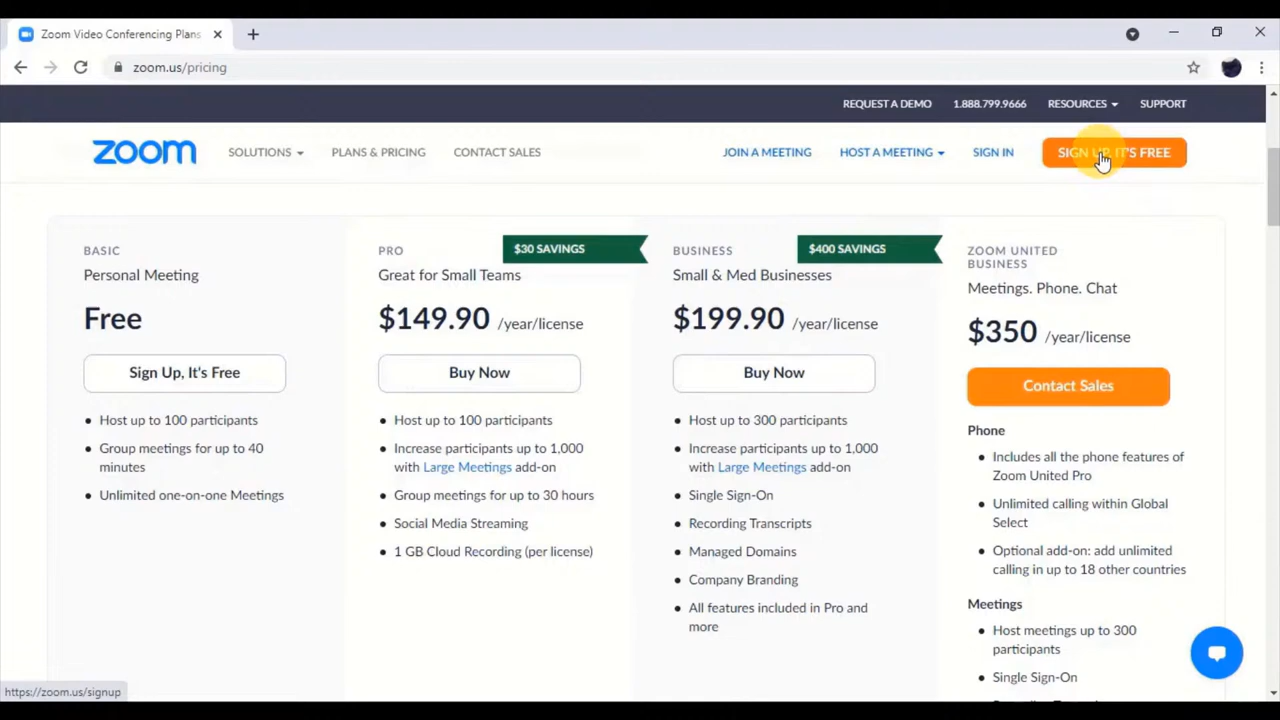 Zoom Video Conferencing Plans
zoom.us/pricing
REQUEST A DEMO 1.888.799.9666 RESOURCES SUPPORT
zoom SOLUTIONS PLANS & PRICING CONTACT SALES JOIN A MEETING HOST A MEETING SIGN IN SIGN UP, IT'S FREE
BASIC
Personal Meeting
Free
Sign Up, It's Free
• Host up to 100 participants
• Group meetings for up to 40
minutes
• Unlimited one-on-one Meetings
PRO
$30 SAVINGS
Great for Small Teams
$149.90 /year/license
Buy Now
• Host up to 100 participants
• Increase participants up to 1,000
with Large Meetings add-on
• Group meetings for up to 30 hours
• Social Media Streaming
• 1 GB Cloud Recording (per license)
BUSINESS
$400 SAVINGS
Small & Med Businesses
$199.90 /year/license
Buy Now
• Host up to 300 participants
• Increase participants up to 1,000
with Large Meetings add-on
• Single Sign-On
• Recording Transcripts
• Managed Domains
• Company Branding
• All features included in Pro and
more
ZOOM UNITED
BUSINESS
Meetings. Phone. Chat
$350 /year/license
Contact Sales
Phone
• Includes all the phone features of
Zoom United Pro
• Unlimited calling within Global
Select
• Optional add-on: add unlimited
calling in up to 18 other countries
Meetings
• Host meetings up to 300
participants
• Single Sign-On
https://zoom.us/signup